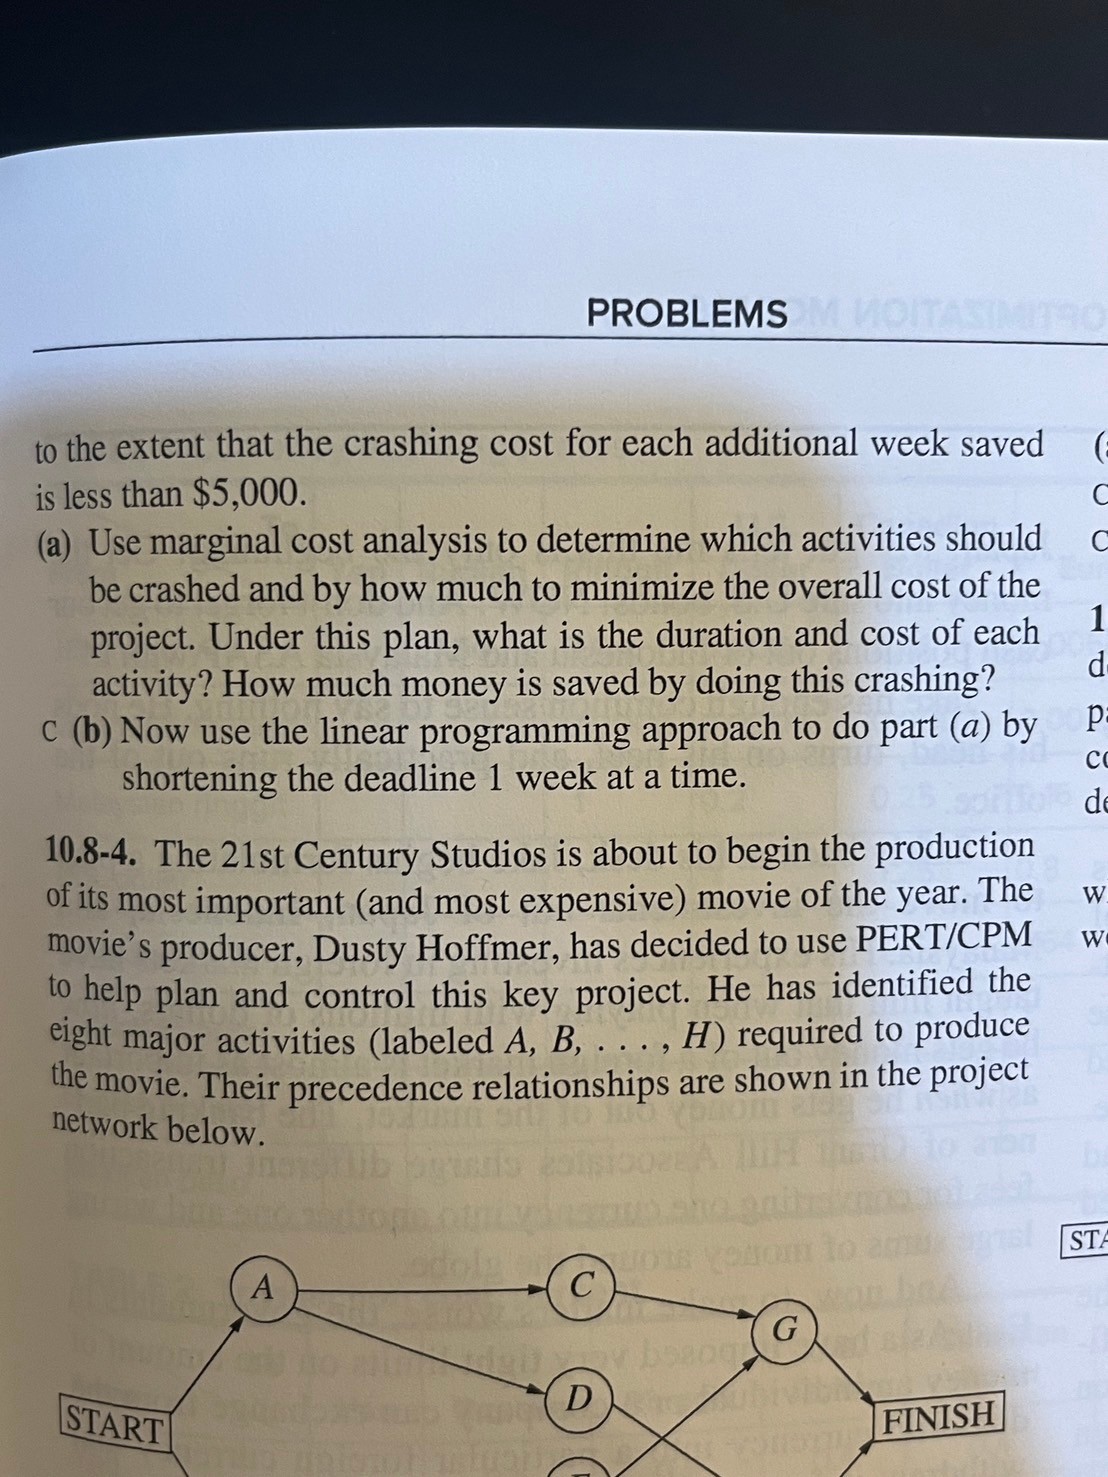 PROBLEMS
to the extent that the crashing cost for each additional week saved
is less than $5,000.
(a) Use marginal cost analysis to determine which activities should
be crashed and by how much to minimize the overall cost of the
project. Under this plan, what is the duration and cost of each
activity? How much money is saved by doing this crashing?
C (b) Now use the linear programming approach to do part (a) by
shortening the deadline 1 week at a time.
10.8-4. The 21st Century Studios is about to begin the production
of its most important (and most expensive) movie of the year. The
movie's producer, Dusty Hoffmer, has decided to use PERT/CPM
to help plan and control this key project. He has identified the
eight major activities (labeled A, B, . . . , H) required to produce
the movie. Their precedence relationships are shown in the project
network below.
A
C
G
D
START
FINISH